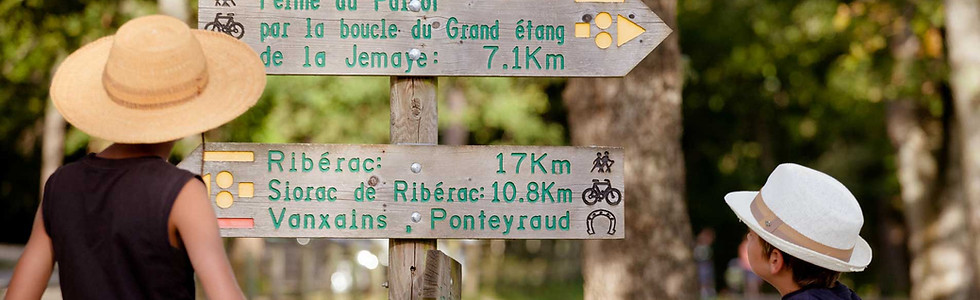 par la boucle du Grand étang
de la Jemaye: 7.1Km
Ribérac: 17Km
Siorac de Ribérac: 10.8Km
Vanxains , Ponteyraud